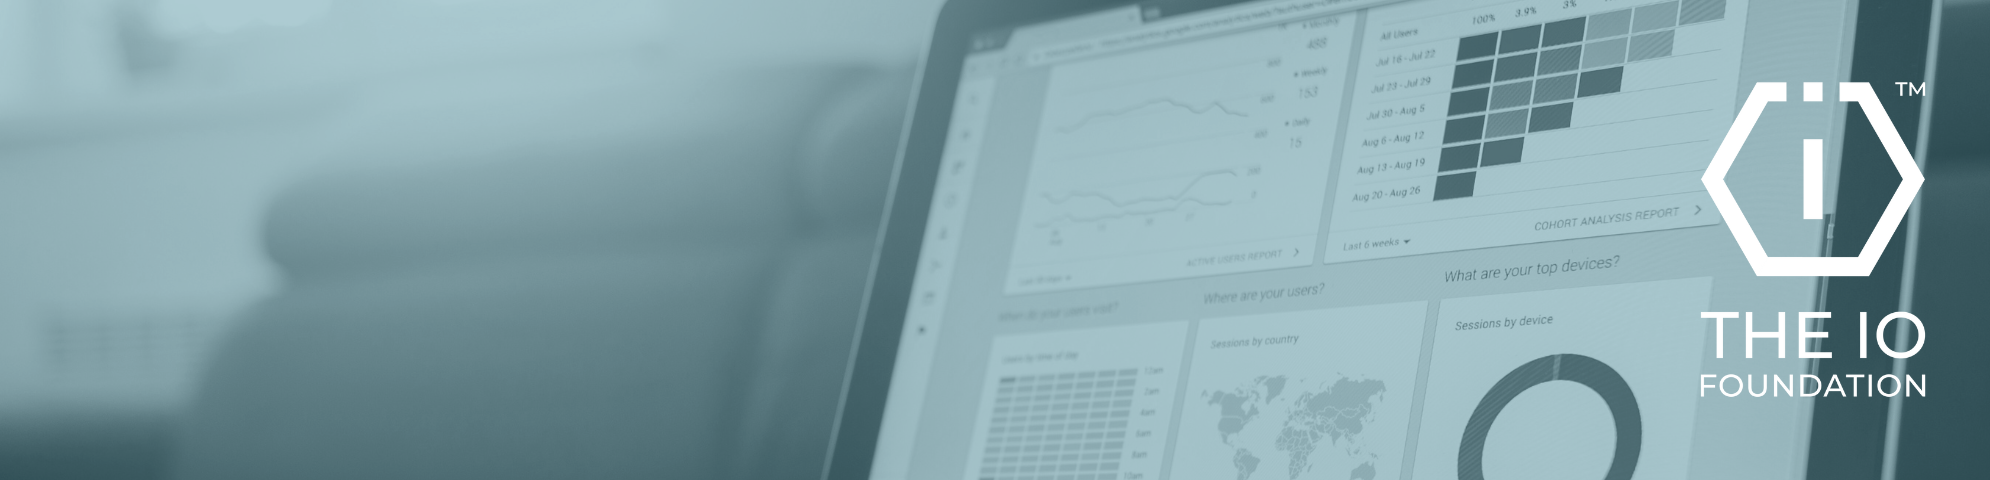 100% 3.9% 3%
All Users
Jul 16 - Jul 22
Jul 23 - Jul 29
Jul 30 - Aug 5
Aug 6 - Aug 12
Aug 13 - Aug 19
Aug 20 - Aug 26
Last 6 weeks
COHORT ANALYSIS REPORT
Monthly
488
Weekly
153
Daily
15
ACTIVE USERS REPORT
When do your users visit?
Where are your users?
What are your top devices?
Users by time of day
Sessions by country
Sessions by device
12am
2am
4am
6am
8am
10am
TM
THE IO
FOUNDATION